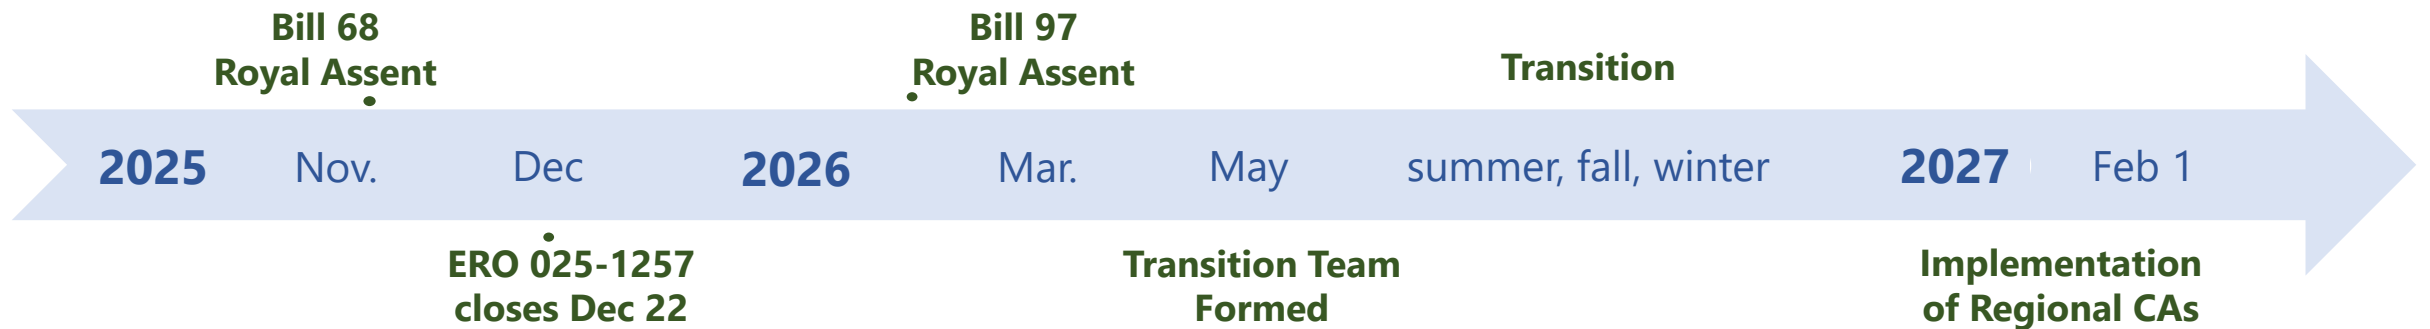 Bill 68
Royal Assent
Bill 97
Royal Assent
Transition
2025 Nov. Dec 2026 Mar. May summer, fall, winter 2027 Feb 1
ERO 025-1257
closes Dec 22
Transition Team
Formed
Implementation
of Regional CAs